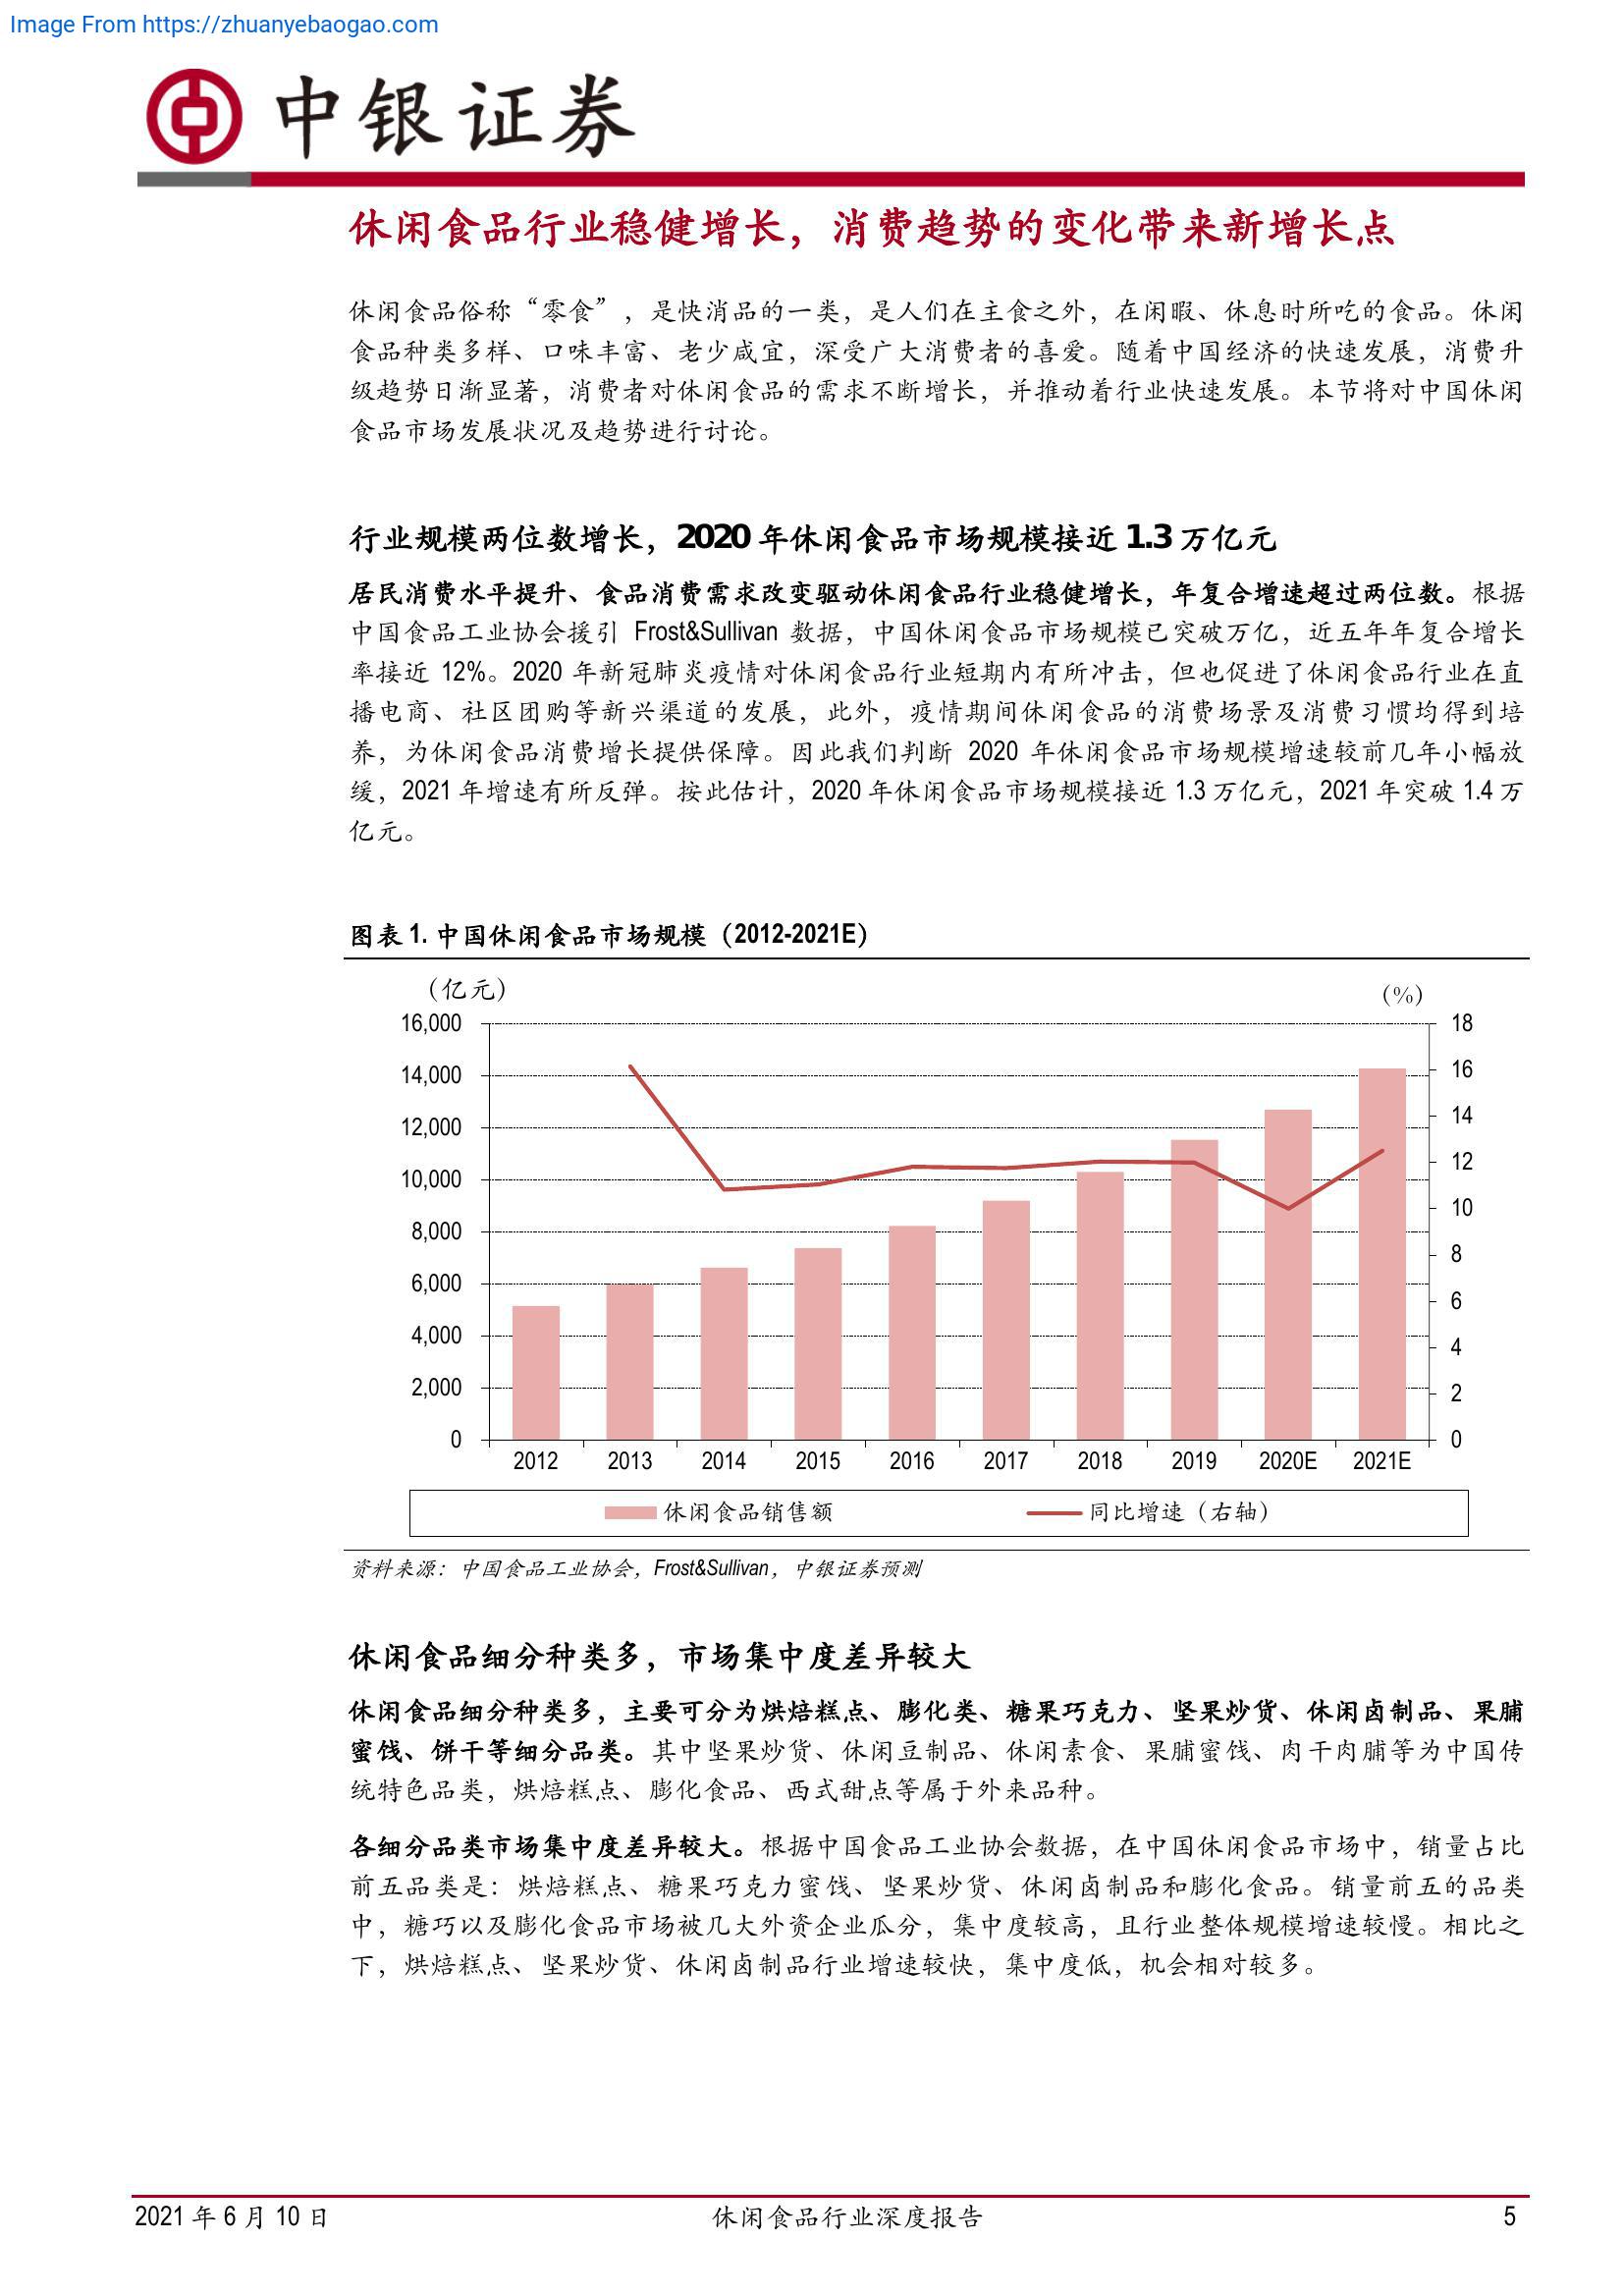 Image From https://zhuanyebaogao.com
中银证券
休闲食品行业稳健增长，消费趋势的变化带来新增长点
休闲食品俗称“零食”，是快消品的一类，是人们在主食之外，在闲暇、休息时所吃的食品。休闲
食品种类多样、口味丰富、老少咸宜，深受广大消费者的喜爱。随着中国经济的快速发展，消费升
级趋势日渐显著，消费者对休闲食品的需求不断增长，并推动着行业快速发展。本节将对中国休闲
食品市场发展状况及趋势进行讨论。
行业规模两位数增长，2020 年休闲食品市场规模接近 1.3 万亿元
居民消费水平提升、食品消费需求改变驱动休闲食品行业稳健增长，年复合增速超过两位数。根据
中国食品工业协会援引 Frost&Sullivan 数据，中国休闲食品市场规模已突破万亿，近五年年复合增长
率接近 12%。2020 年新冠肺炎疫情对休闲食品行业短期内有所冲击，但也促进了休闲食品行业在直
播电商、社区团购等新兴渠道的发展，此外，疫情期间休闲食品的消费场景及消费习惯均得到培
养，为休闲食品消费增长提供保障。因此我们判断 2020 年休闲食品市场规模增速较前几年小幅放
缓，2021 年增速有所反弹。按此估计，2020 年休闲食品市场规模接近 1.3 万亿元，2021 年突破 1.4 万
亿元。
图表 1. 中国休闲食品市场规模（2012-2021E）
（亿元） （%）
16,000 18
14,000 16
12,000 14
10,000 12
8,000 10
6,000 8
4,000 6
2,000 4
0 2
0
2012 2013 2014 2015 2016 2017 2018 2019 2020E 2021E
休闲食品销售额 同比增速（右轴）
资料来源：中国食品工业协会，Frost&Sullivan，中银证券预测
休闲食品细分种类多，市场集中度差异较大
休闲食品细分种类多，主要可分为烘焙糕点、膨化类、糖果巧克力、坚果炒货、休闲卤制品、果脯
蜜饯、饼干等细分品类。其中坚果炒货、休闲豆制品、休闲素食、果脯蜜饯、肉干肉脯等为中国传
统特色品类，烘焙糕点、膨化食品、西式甜点等属于外来品种。
各细分品类市场集中度差异较大。根据中国食品工业协会数据，在中国休闲食品市场中，销量占比
前五品类是：烘焙糕点、糖果巧克力蜜饯、坚果炒货、休闲卤制品和膨化食品。销量前五的品类
中，糖巧以及膨化食品市场被几大外资企业瓜分，集中度较高，且行业整体规模增速较慢。相比之
下，烘焙糕点、坚果炒货、休闲卤制品行业增速较快，集中度低，机会相对较多。
2021 年 6 月 10 日 休闲食品行业深度报告 5